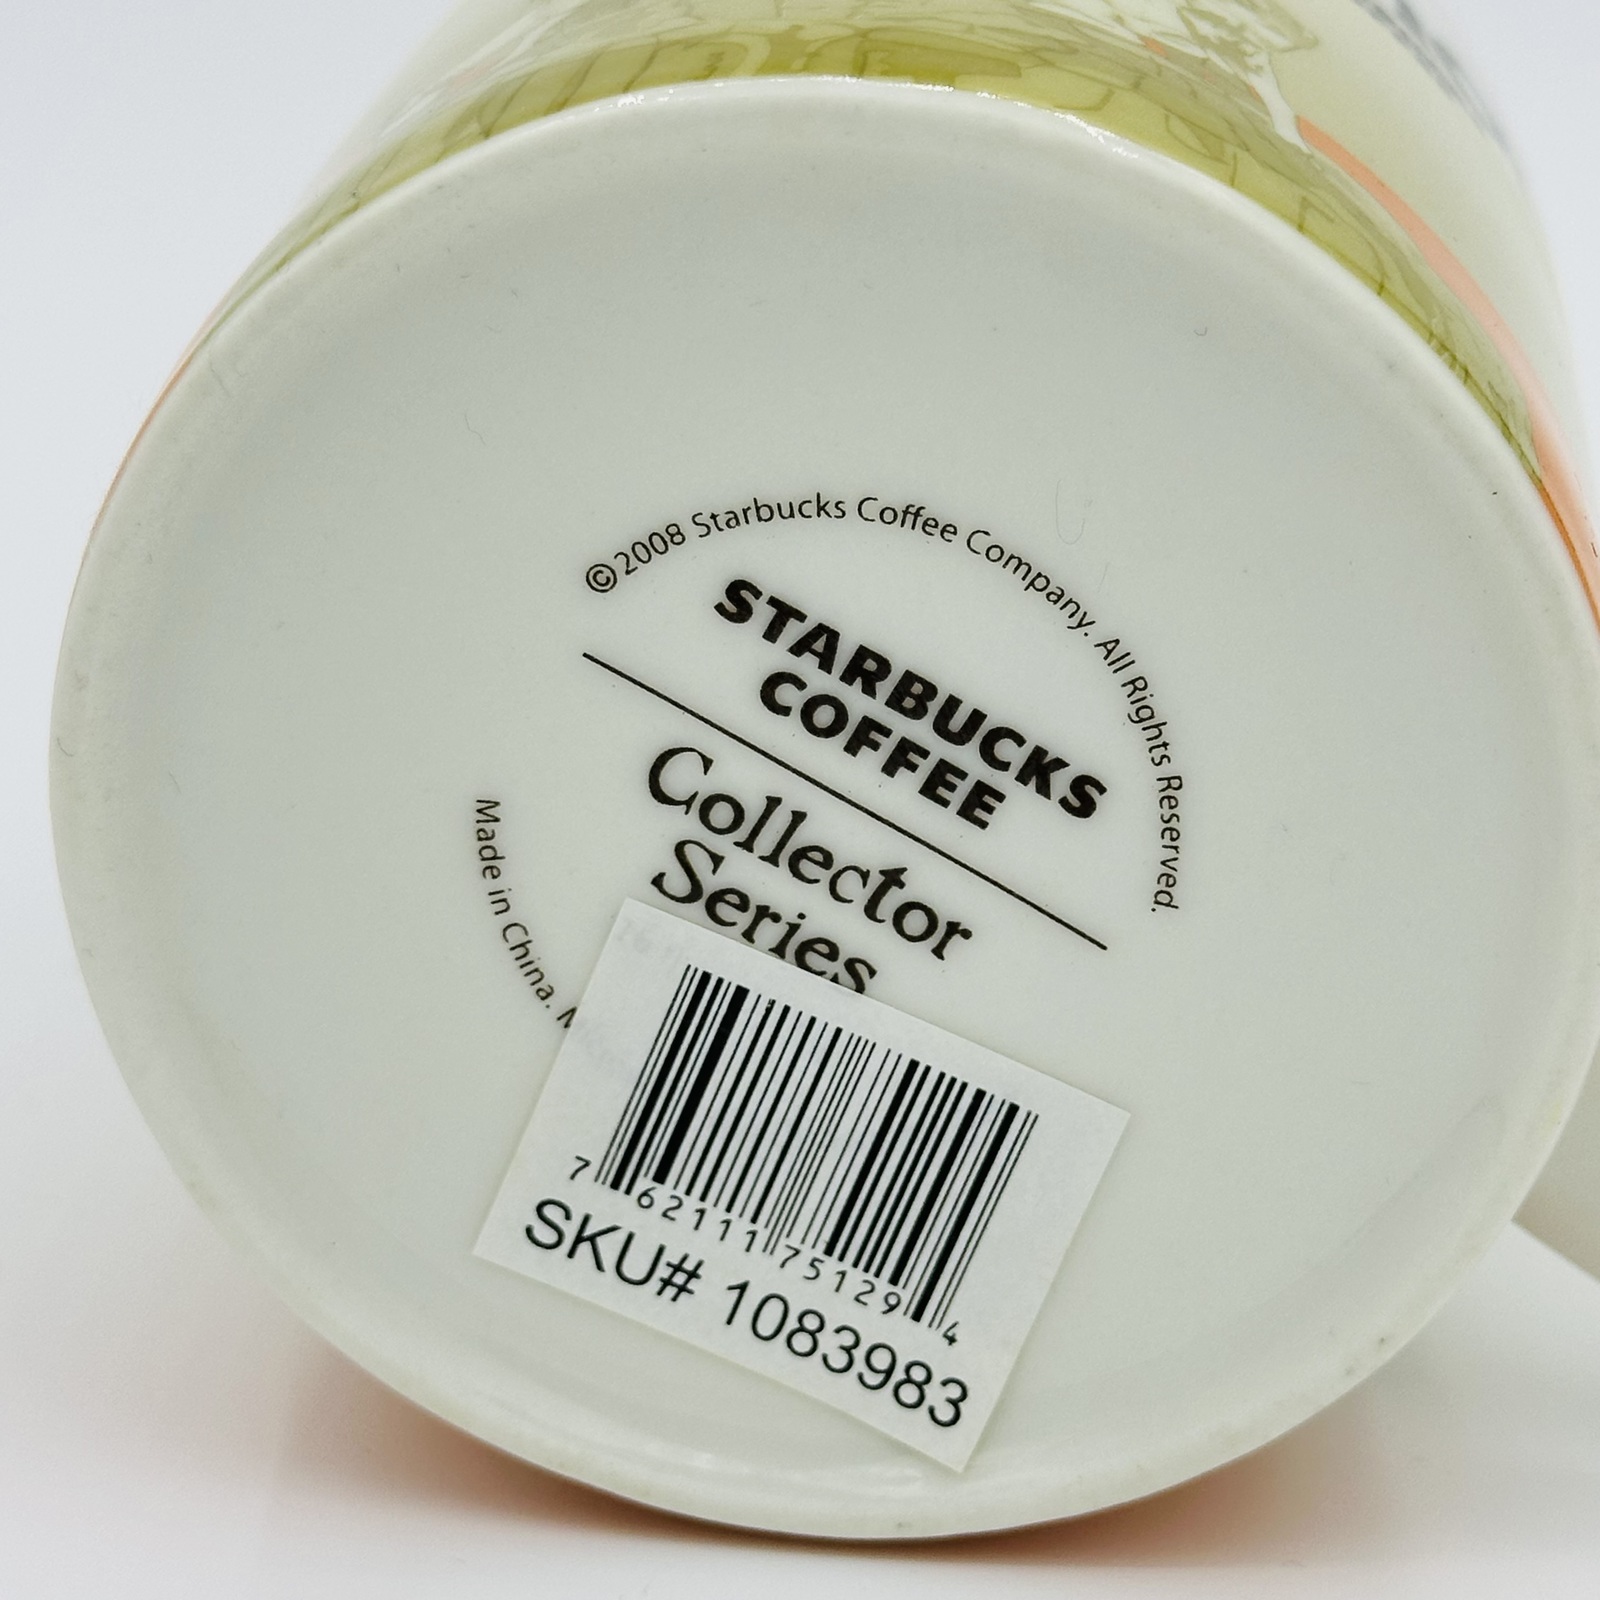 ©2008 Starbucks Coffee Company. All Rights Reserved.
STARBUCKS
COFFEE
Collector
Series
Made in China.
7 62111 75129 4
SKU# 1083983